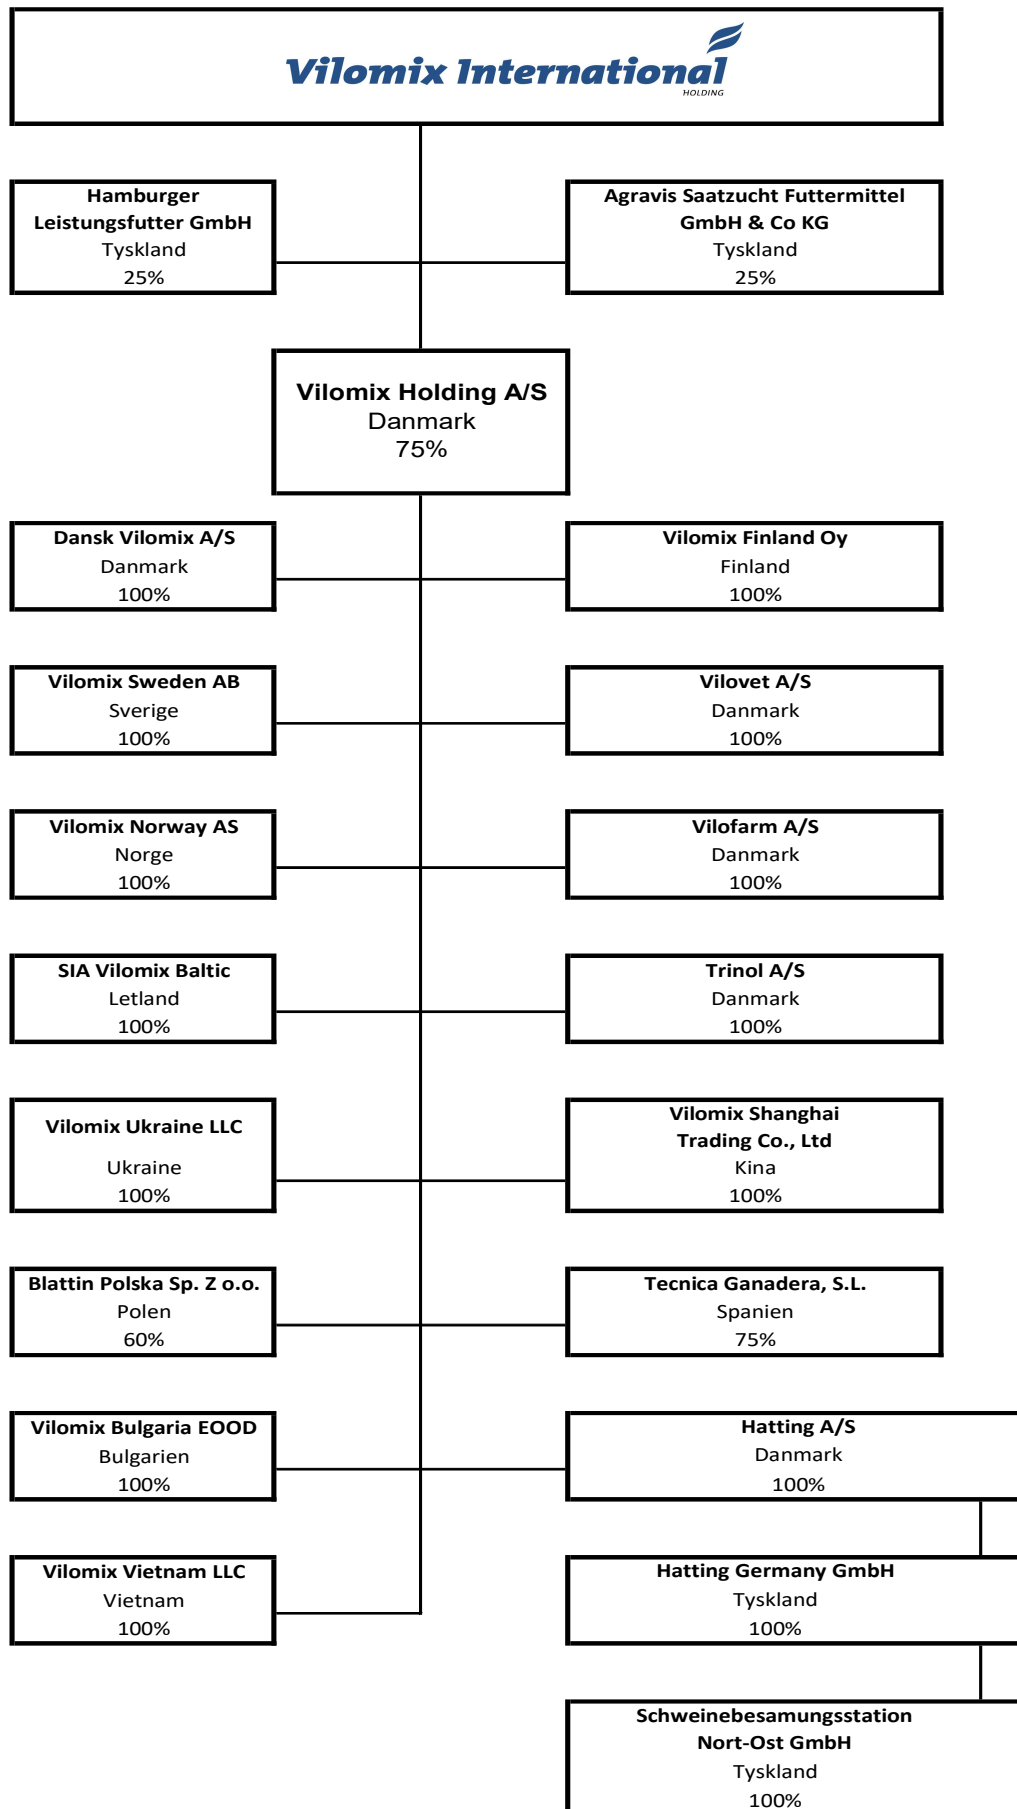 Vilomix International
HOLDING
Hamburger
Leistungsfutter GmbH
Tyskland
25%
Agravis Saatzucht Futtermittel
GmbH & Co KG
Tyskland
25%
Vilomix Holding A/S
Danmark
75%
Dansk Vilomix A/S
Danmark
100%
Vilomix Finland Oy
Finland
100%
Vilomix Sweden AB
Sverige
100%
Vilovet A/S
Danmark
100%
Vilomix Norway AS
Norge
100%
Vilofarm A/S
Danmark
100%
SIA Vilomix Baltic
Letland
100%
Trinol A/S
Danmark
100%
Vilomix Ukraine LLC
Ukraine
100%
Vilomix Shanghai
Trading Co., Ltd
Kina
100%
Blattin Polska Sp. Z o.o.
Polen
60%
Tecnica Ganadera, S.L.
Spanien
75%
Vilomix Bulgaria EOOD
Bulgarien
100%
Hatting A/S
Danmark
100%
Vilomix Vietnam LLC
Vietnam
100%
Hatting Germany GmbH
Tyskland
100%
Schweinebesamungsstation
Nort-Ost GmbH
Tyskland
100%